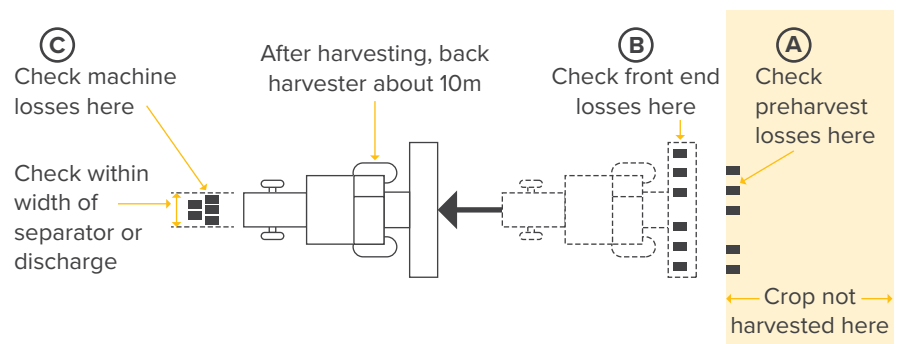 C
Check machine
losses here
After harvesting, back
harvester about 10m
B
Check front end
losses here
A
Check
preharvest
losses here
Check within
width of
separator or
discharge
Crop not
harvested here